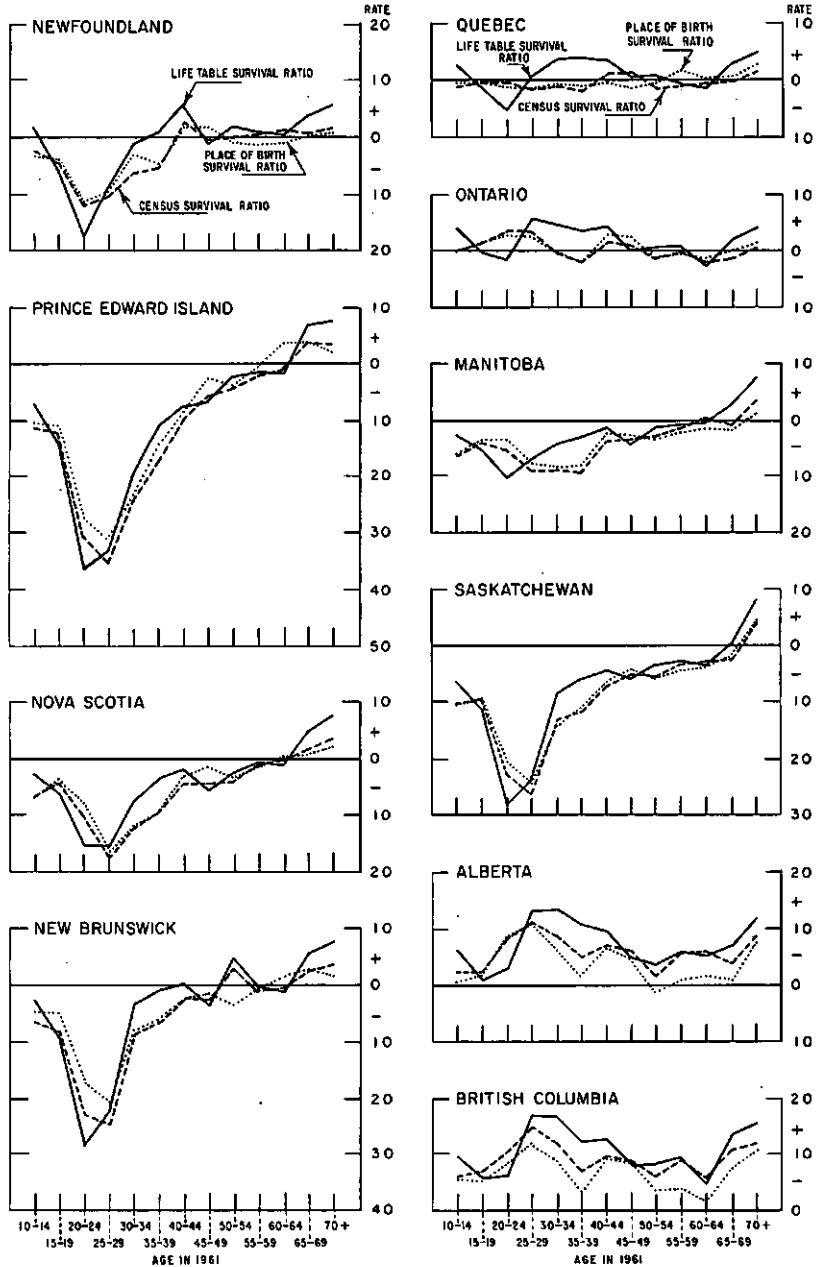 RATE
NEWFOUNDLAND
20
LIFE TABLE SURVIVAL RATIO
10
+
0
PLACE OF BIRTH
SURVIVAL RATIO
−
CENSUS SURVIVAL RATIO
10
20
PRINCE EDWARD ISLAND
10
+
0
−
10
20
30
40
50
NOVA SCOTIA
10
+
0
−
10
20
NEW BRUNSWICK
10
+
0
−
10
20
30
40
10-14 20-24 30-34 40-44 50-54 60-64 70+
15-19 25-29 35-39 45-49 55-59 65-69
AGE IN 1961
RATE
QUEBEC
10
PLACE OF BIRTH
SURVIVAL RATIO
LIFE TABLE SURVIVAL
RATIO
+
0
CENSUS SURVIVAL RATIO
−
10
ONTARIO
10
+
0
−
10
MANITOBA
10
+
0
−
10
20
SASKATCHEWAN
10
+
0
−
10
20
30
ALBERTA
20
+
10
−
0
10
BRITISH COLUMBIA
20
+
10
−
0
10-14 20-24 30-34 40-44 50-54 60-64 70+
15-19 25-29 35-39 45-49 55-59 65-69
AGE IN 1961